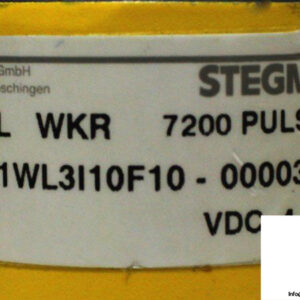 GmbH STEGM
schingen
L WKR 7200 PULS
1WL3I10F10-00003
VDC
Info